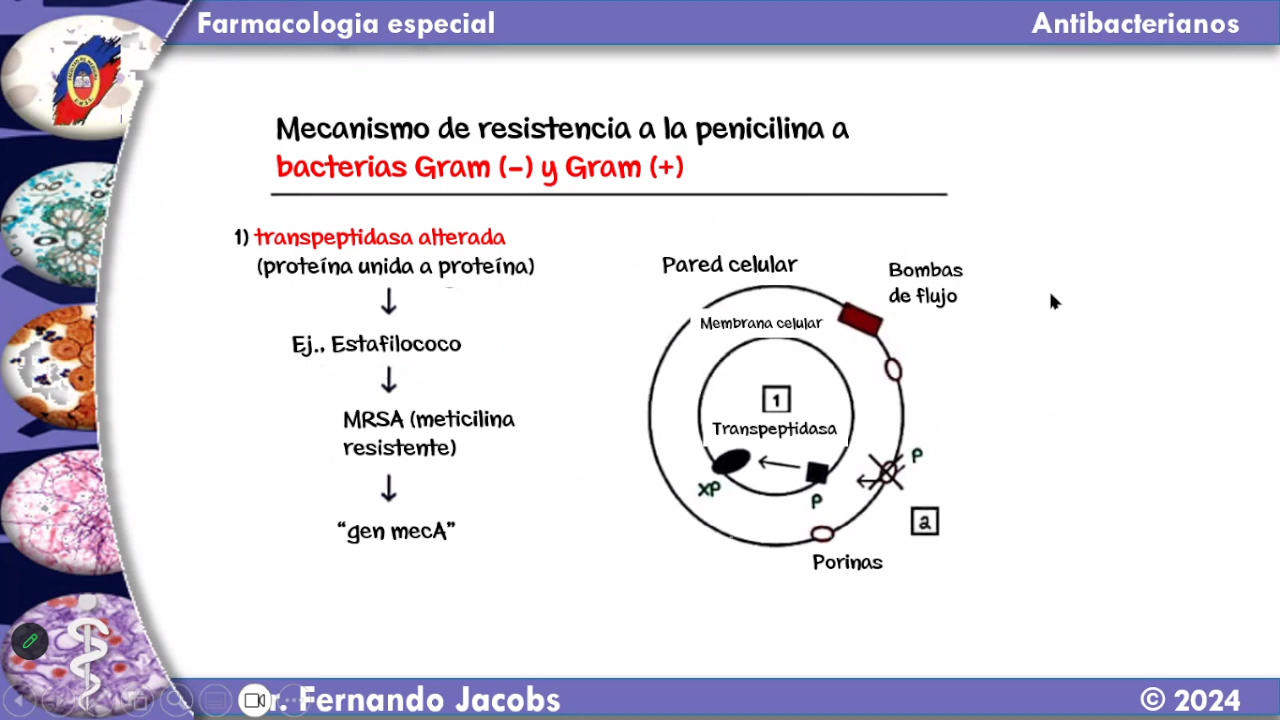 Farmacologia especial
Antibacterianos
Mecanismo de resistencia a la penicilina a
bacterias Gram (-) y Gram (+)
1) transpeptidasa alterada
(proteína unida a proteína)
Ej., Estafilococo
MRSA (meticilina
resistente)
"gen mecA"
Pared celular
Bombas
de flujo
Membrana celular
1
Transpeptidasa
XP
P
P
2
Porinas
r. Fernando Jacobs
© 2024